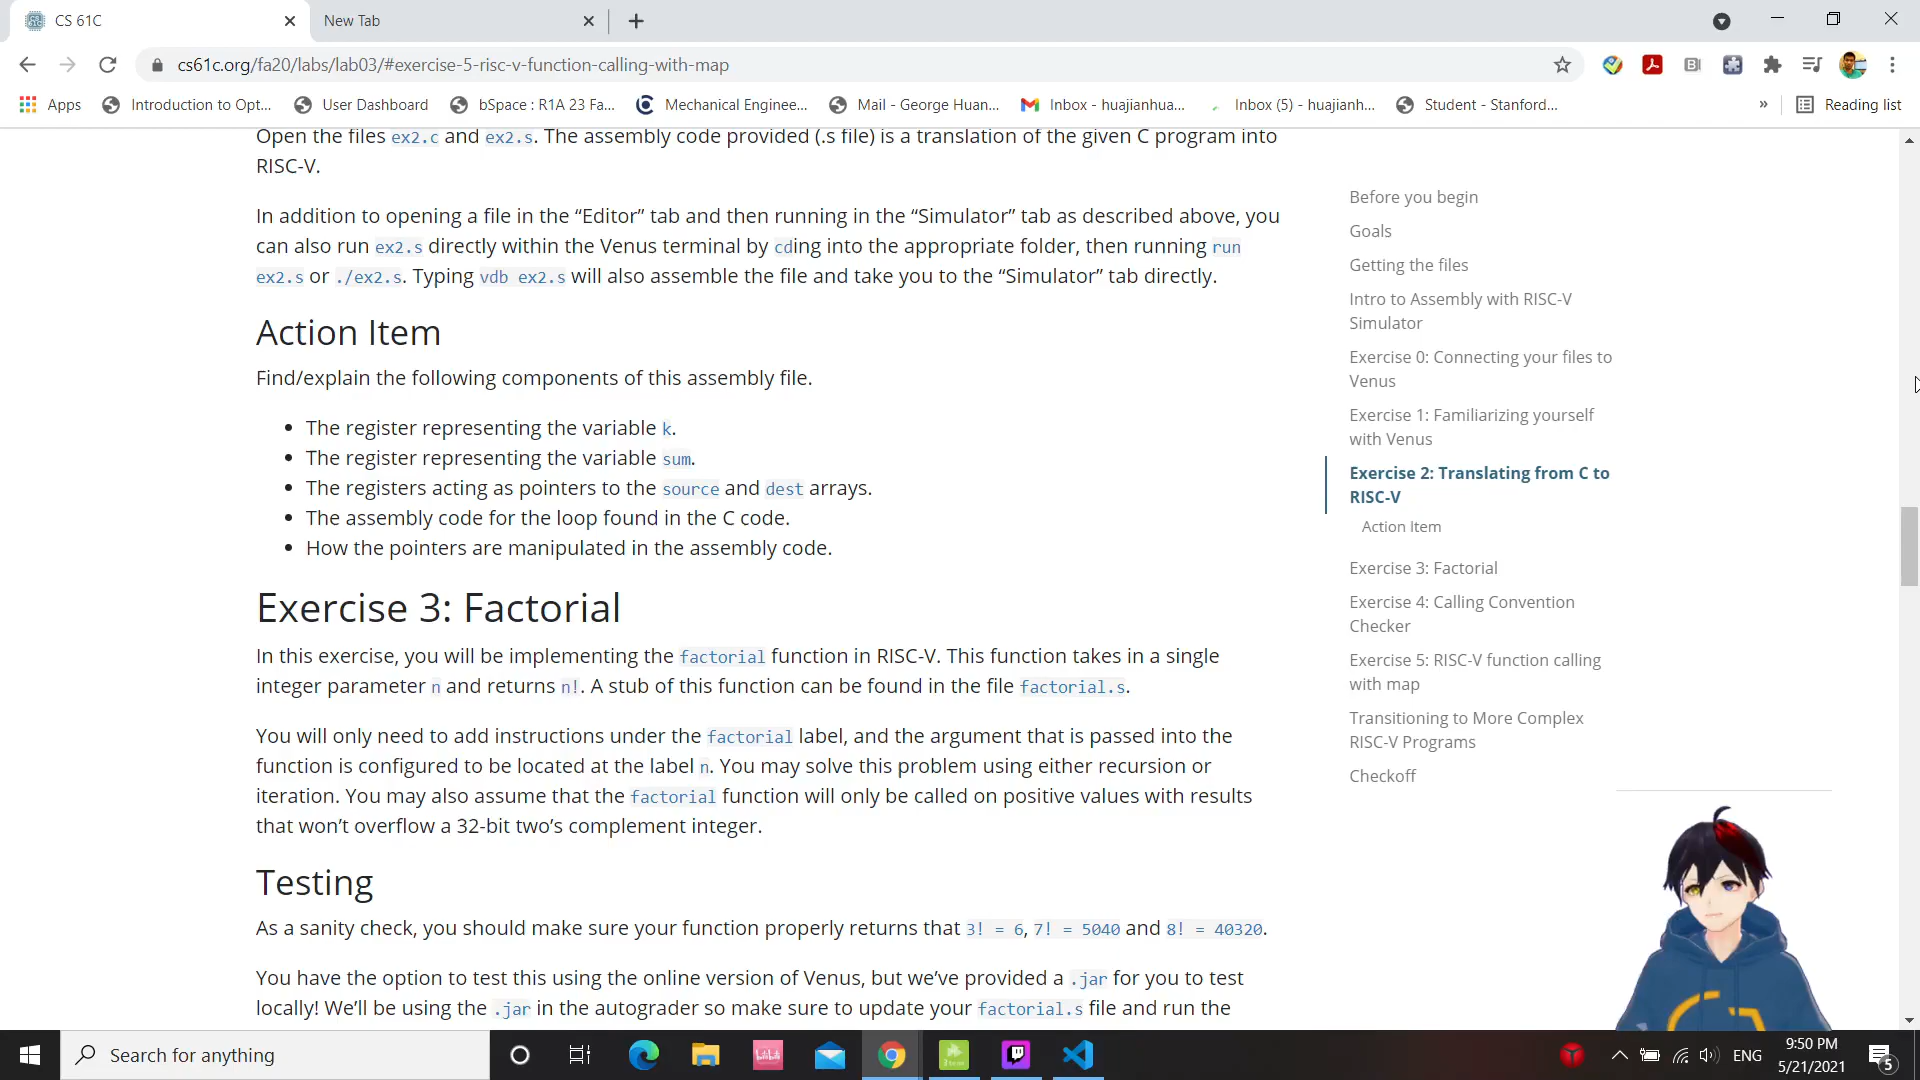 CS 61C
New Tab
cs61c.org/fa20/labs/lab03/#exercise-5-risc-v-function-calling-with-map
Apps
Introduction to Opt...
User Dashboard
bSpace : R1A 23 Fa...
Mechanical Enginee...
Mail - George Huan...
Inbox - huajianhua...
Inbox (5) - huajianh...
Student - Stanford...
»
Reading list
Open the files ex2.c and ex2.s. The assembly code provided (.s file) is a translation of the given C program into
RISC-V.
In addition to opening a file in the “Editor” tab and then running in the “Simulator” tab as described above, you
can also run ex2.s directly within the Venus terminal by cding into the appropriate folder, then running run
ex2.s or ./ex2.s. Typing vdb ex2.s will also assemble the file and take you to the “Simulator” tab directly.
Action Item
Find/explain the following components of this assembly file.
• The register representing the variable k.
• The register representing the variable sum.
• The registers acting as pointers to the source and dest arrays.
• The assembly code for the loop found in the C code.
• How the pointers are manipulated in the assembly code.
Exercise 3: Factorial
In this exercise, you will be implementing the factorial function in RISC-V. This function takes in a single
integer parameter n and returns n!. A stub of this function can be found in the file factorial.s.
You will only need to add instructions under the factorial label, and the argument that is passed into the
function is configured to be located at the label n. You may solve this problem using either recursion or
iteration. You may also assume that the factorial function will only be called on positive values with results
that won’t overflow a 32-bit two’s complement integer.
Testing
As a sanity check, you should make sure your function properly returns that 3! = 6, 7! = 5040 and 8! = 40320.
You have the option to test this using the online version of Venus, but we’ve provided a .jar for you to test
locally! We’ll be using the .jar in the autograder so make sure to update your factorial.s file and run the
Before you begin
Goals
Getting the files
Intro to Assembly with RISC-V
Simulator
Exercise 0: Connecting your files to
Venus
Exercise 1: Familiarizing yourself
with Venus
Exercise 2: Translating from C to
RISC-V
Action Item
Exercise 3: Factorial
Exercise 4: Calling Convention
Checker
Exercise 5: RISC-V function calling
with map
Transitioning to More Complex
RISC-V Programs
Checkoff
Search for anything
ENG
9:50 PM
5/21/2021
5